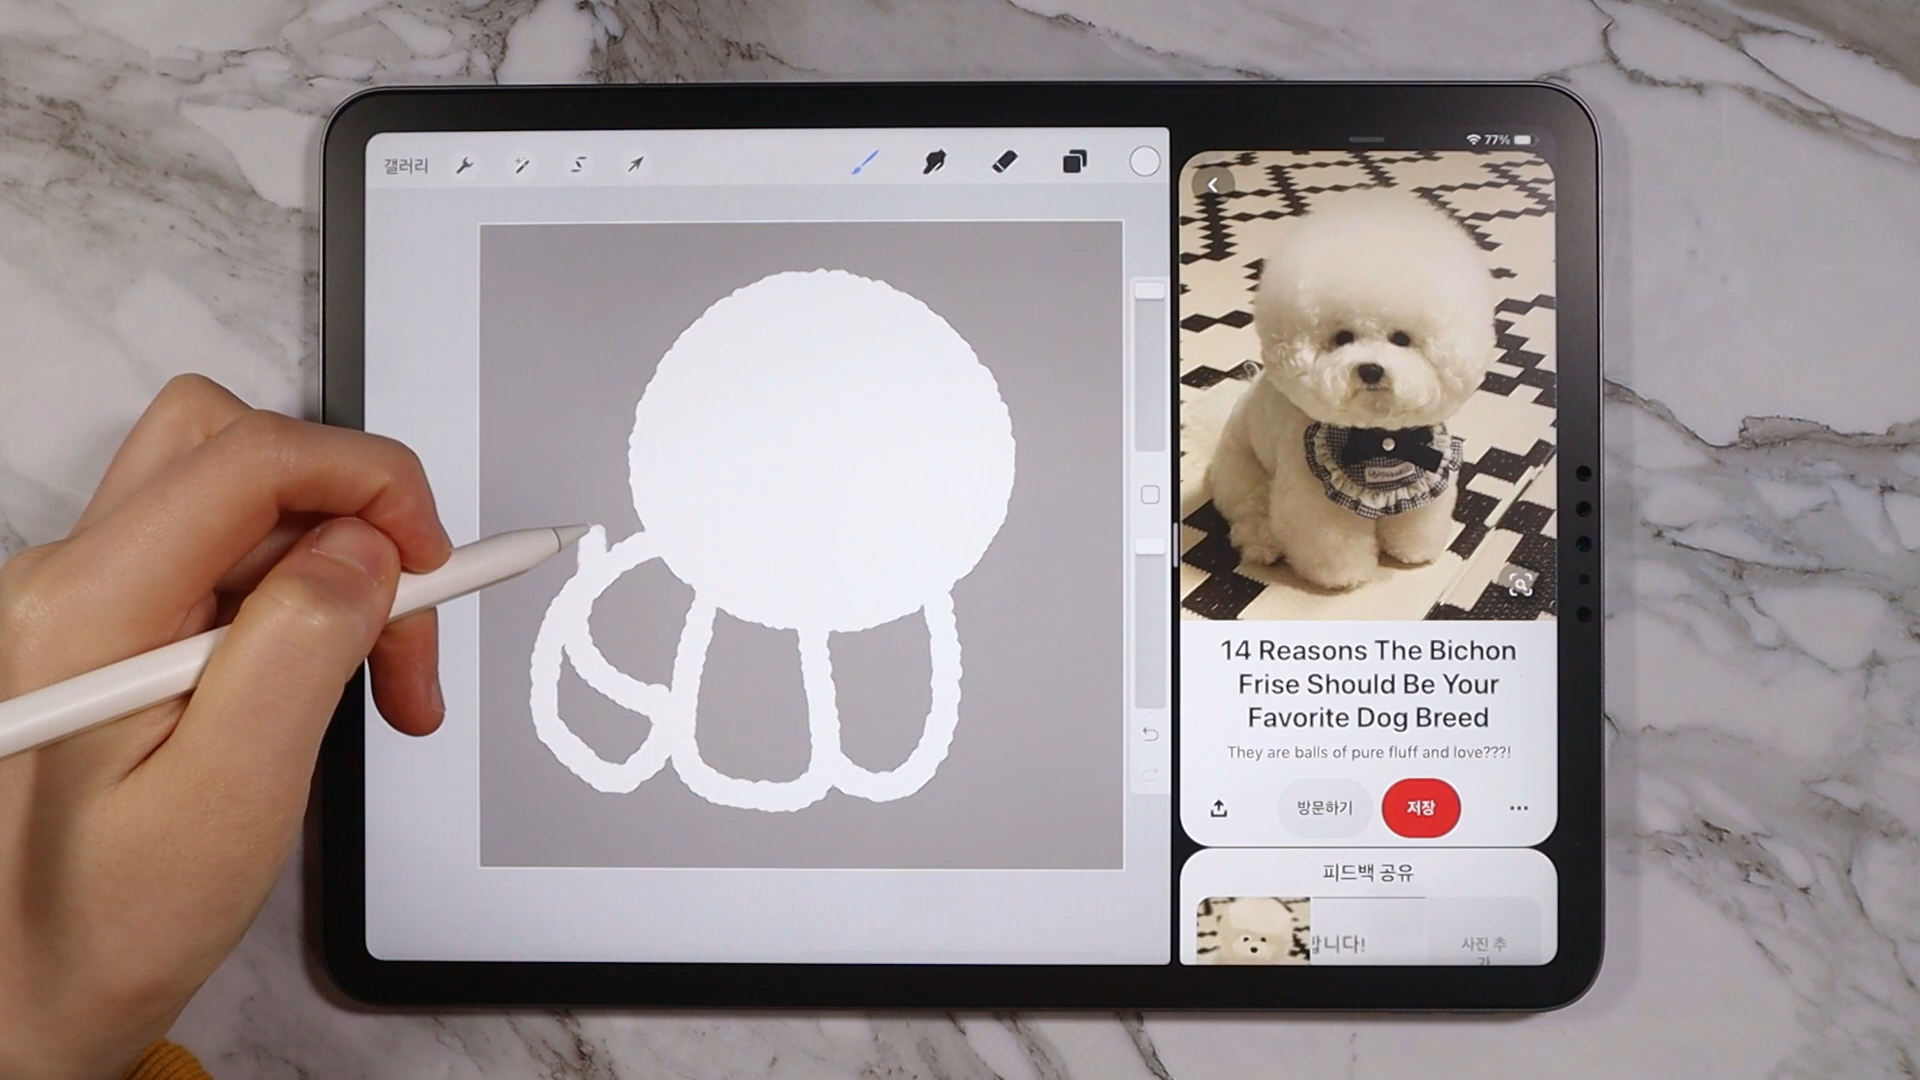 갤러리
77%
14 Reasons The Bichon
Frise Should Be Your
Favorite Dog Breed
They are balls of pure fluff and love???!
방문하기
저장
피드백 공유
합니다!
사진 추
가